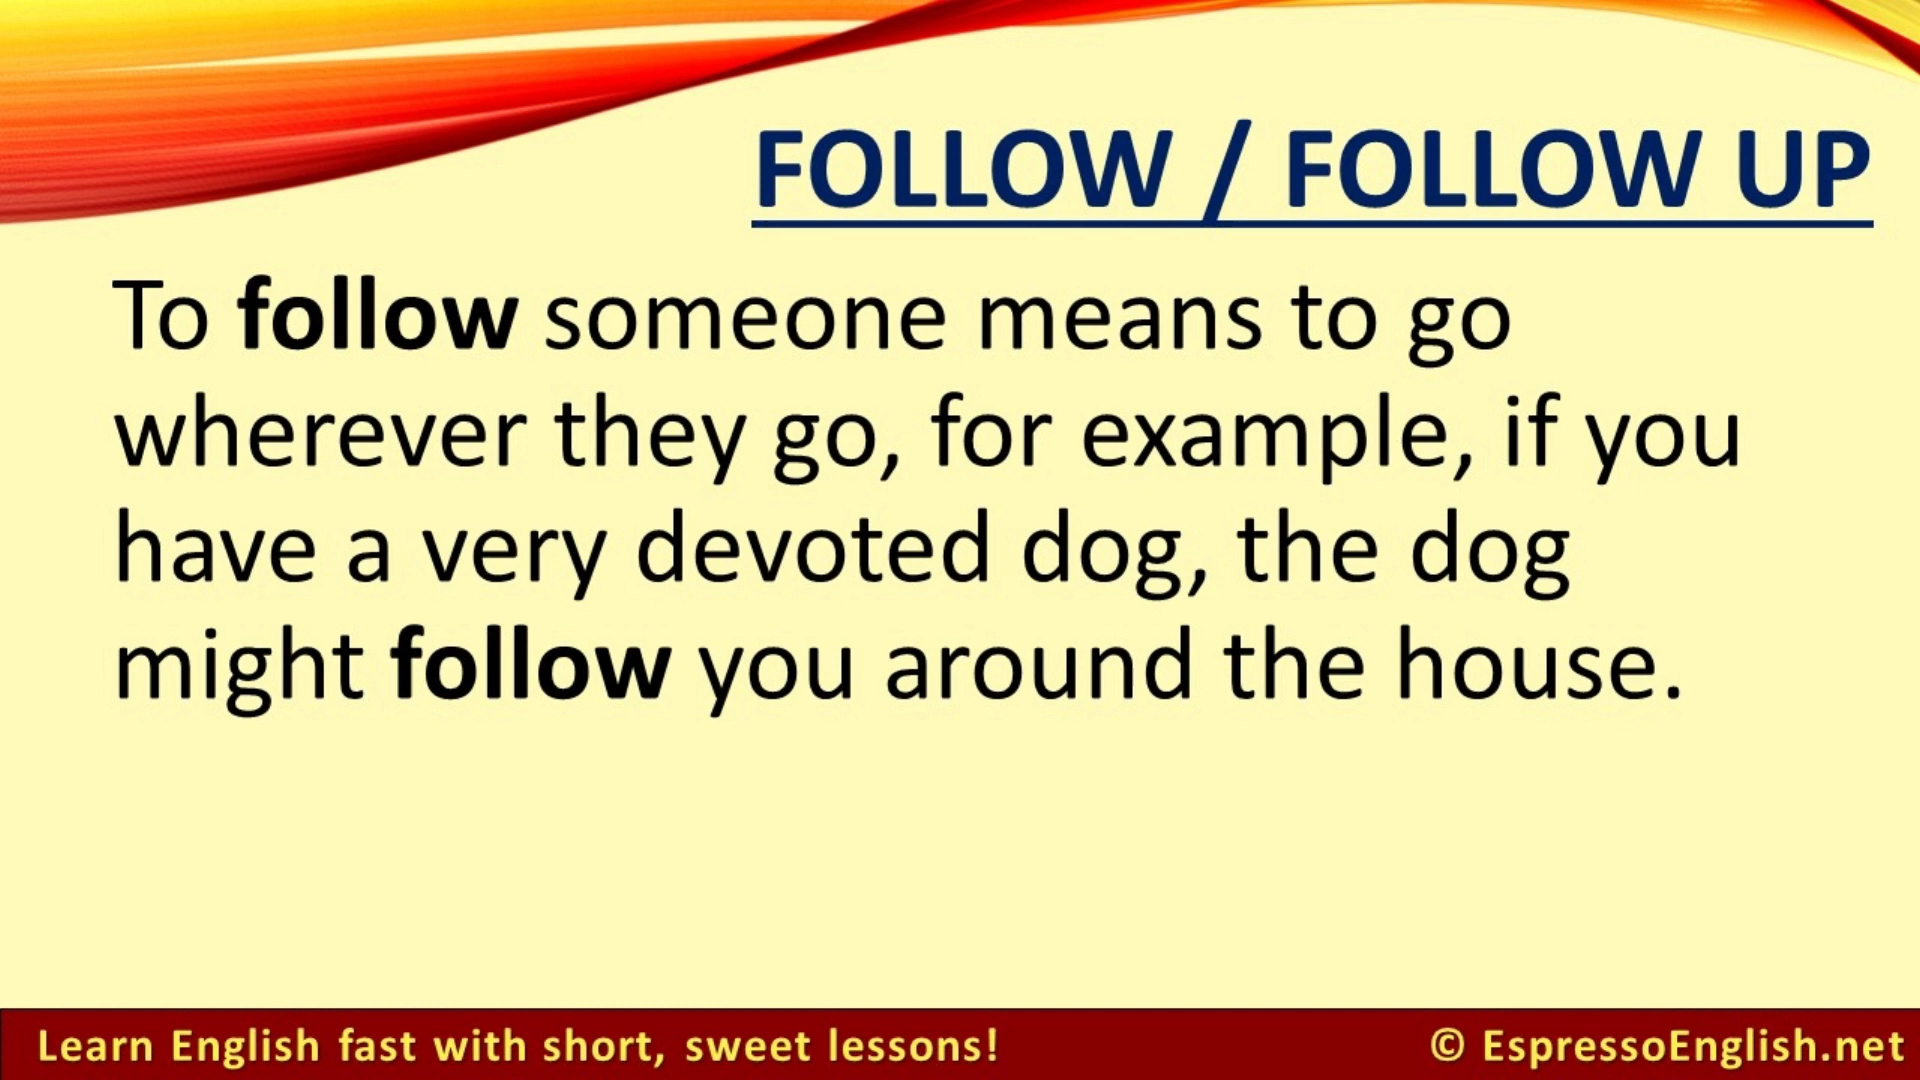 FOLLOW / FOLLOW UP
To follow someone means to go
wherever they go, for example, if you
have a very devoted dog, the dog
might follow you around the house.
Learn English fast with short, sweet lessons!
© EspressoEnglish.net